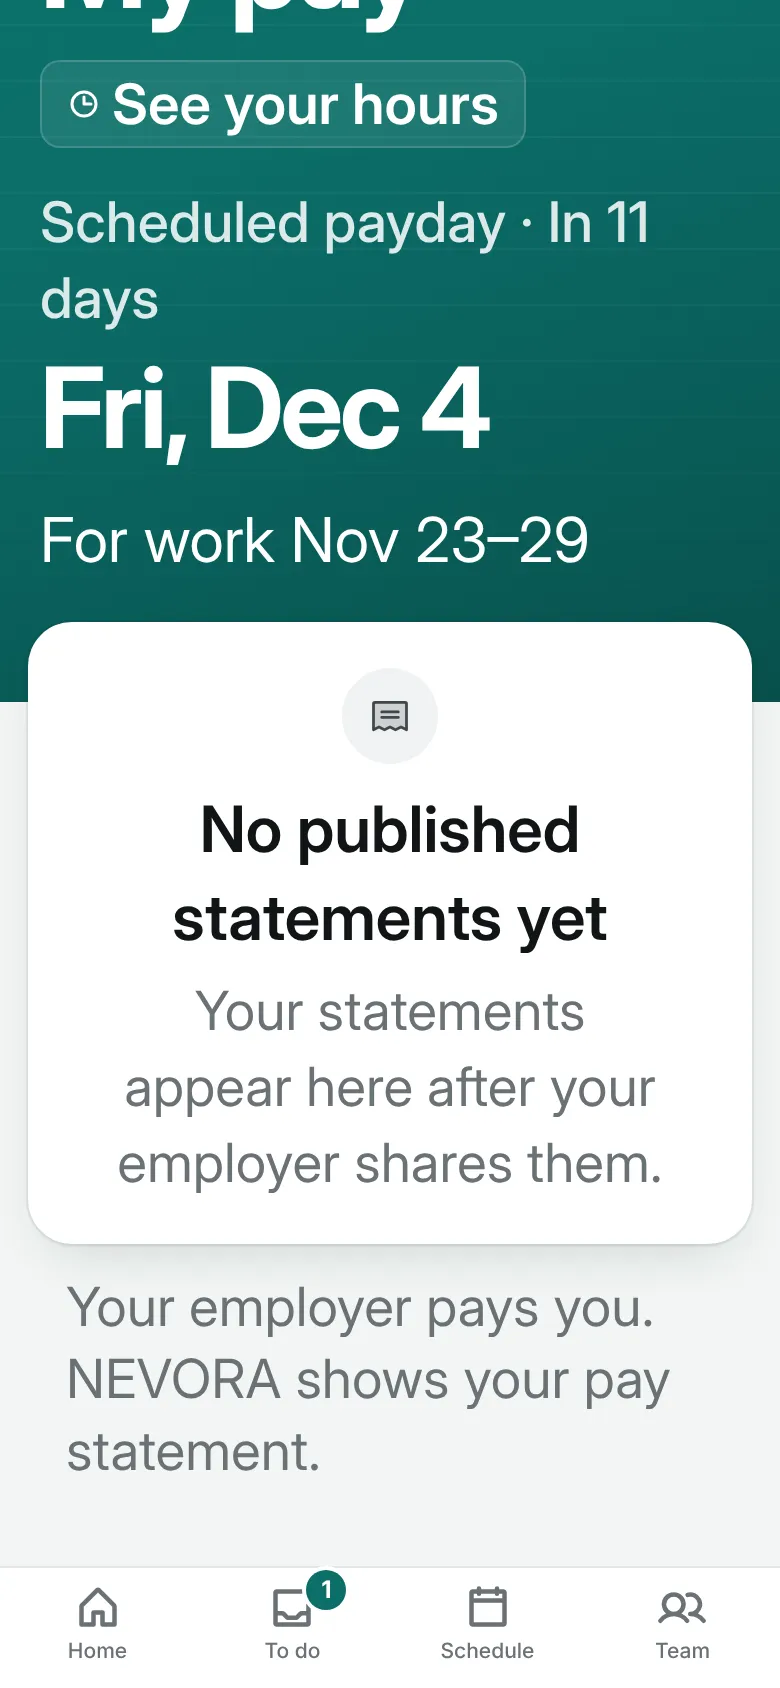 My pay
See your hours
Scheduled payday · In 11
days
Fri, Dec 4
For work Nov 23–29
No published
statements yet
Your statements
appear here after your
employer shares them.
Your employer pays you.
NEVORA shows your pay
statement.
1
Home
To do
Schedule
Team